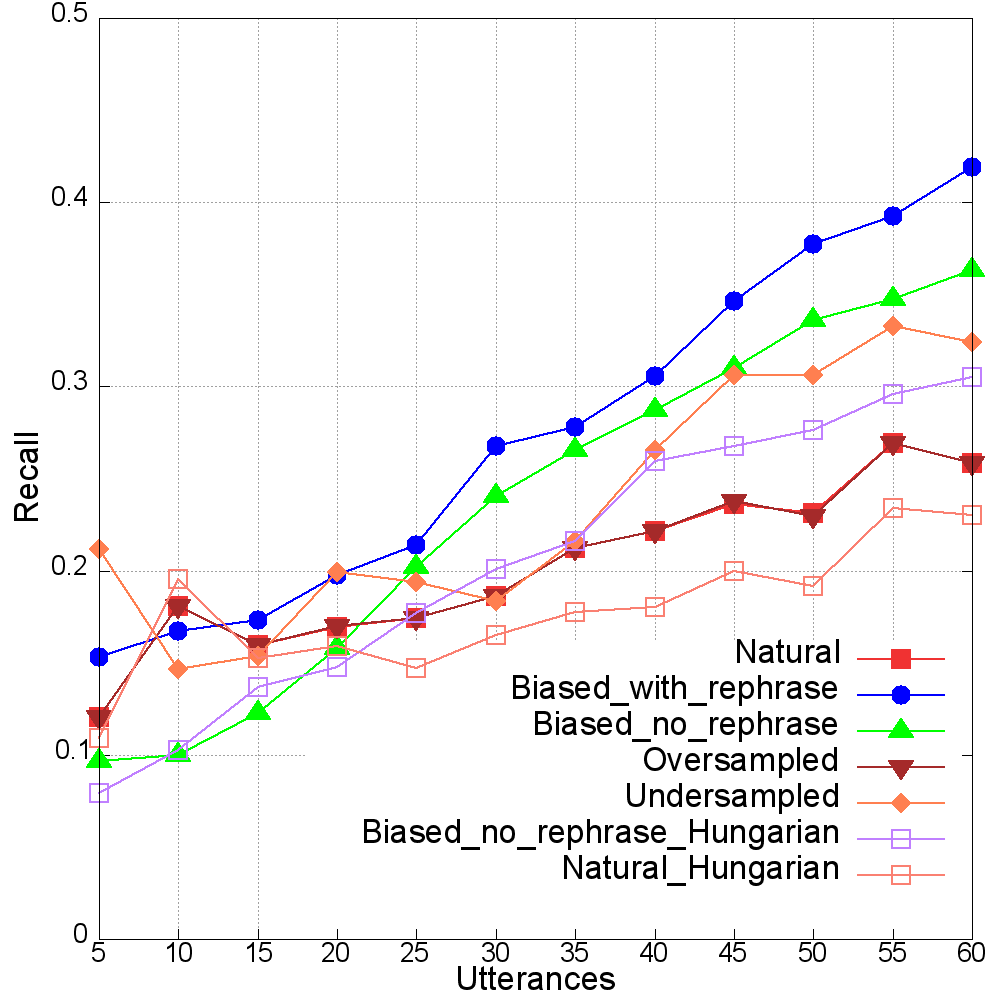 0.5
0.4
0.3
0.2
0.1
0
Recall
Natural
Biased_with_rephrase
Biased_no_rephrase
Oversampled
Undersampled
Biased_no_rephrase_Hungarian
Natural_Hungarian
5 10 15 20 25 30 35 40 45 50 55 60
Utterances